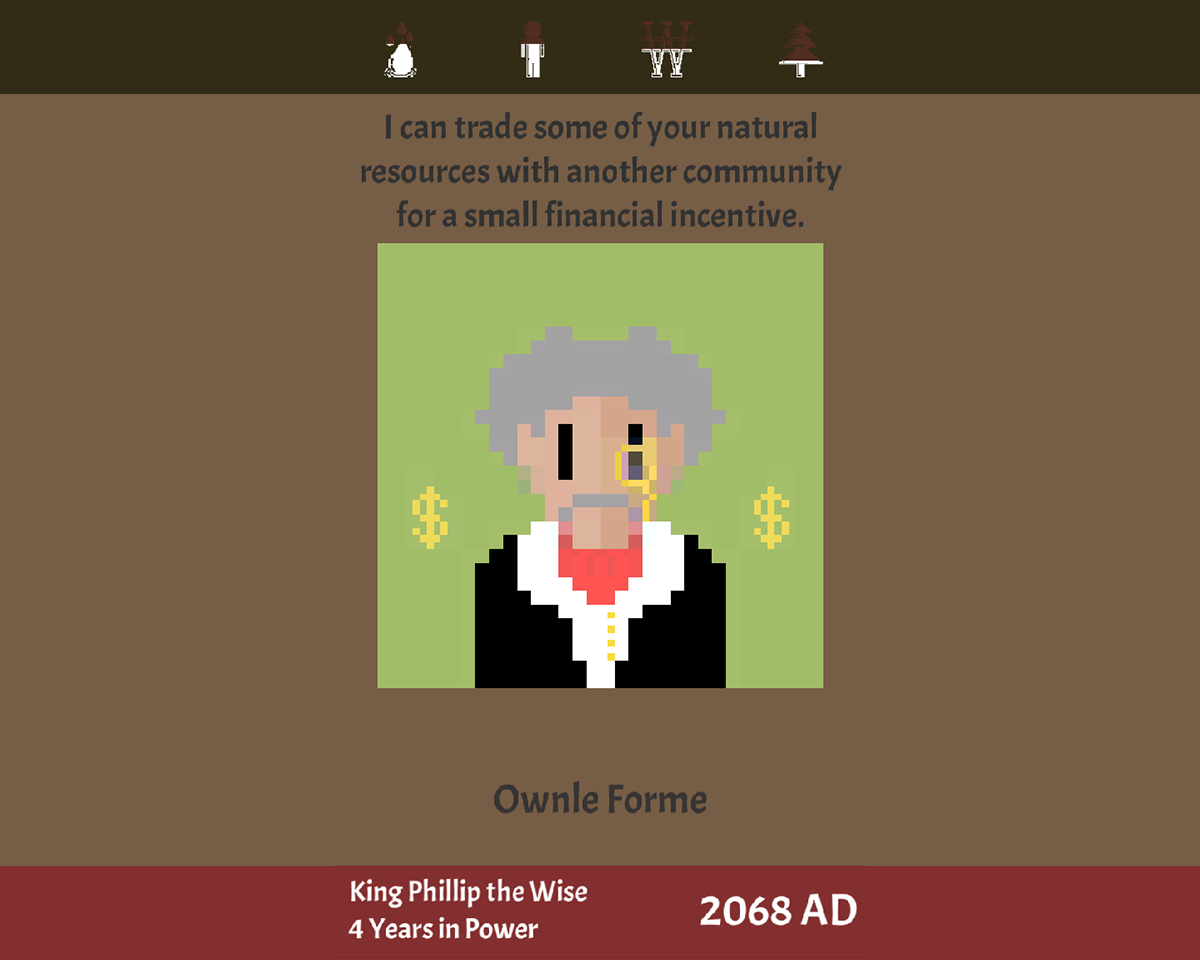 I can trade some of your natural
resources with another community
for a small financial incentive.
$ $
Ownle Forme
King Phillip the Wise
4 Years in Power
2068 AD